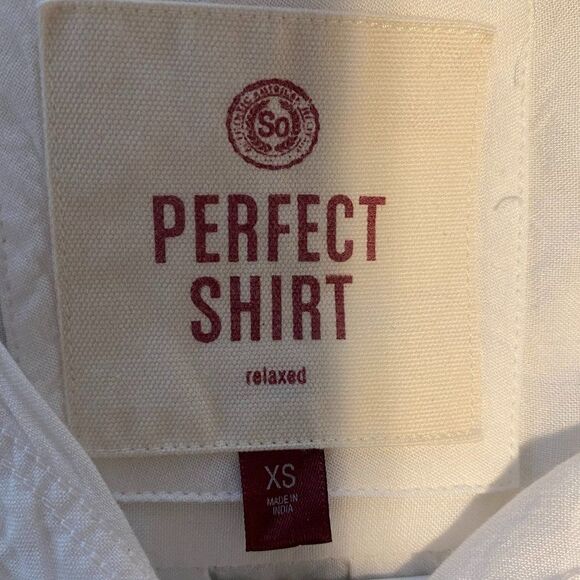 So
PERFECT
SHIRT
relaxed
XS
MADE IN
INDIA